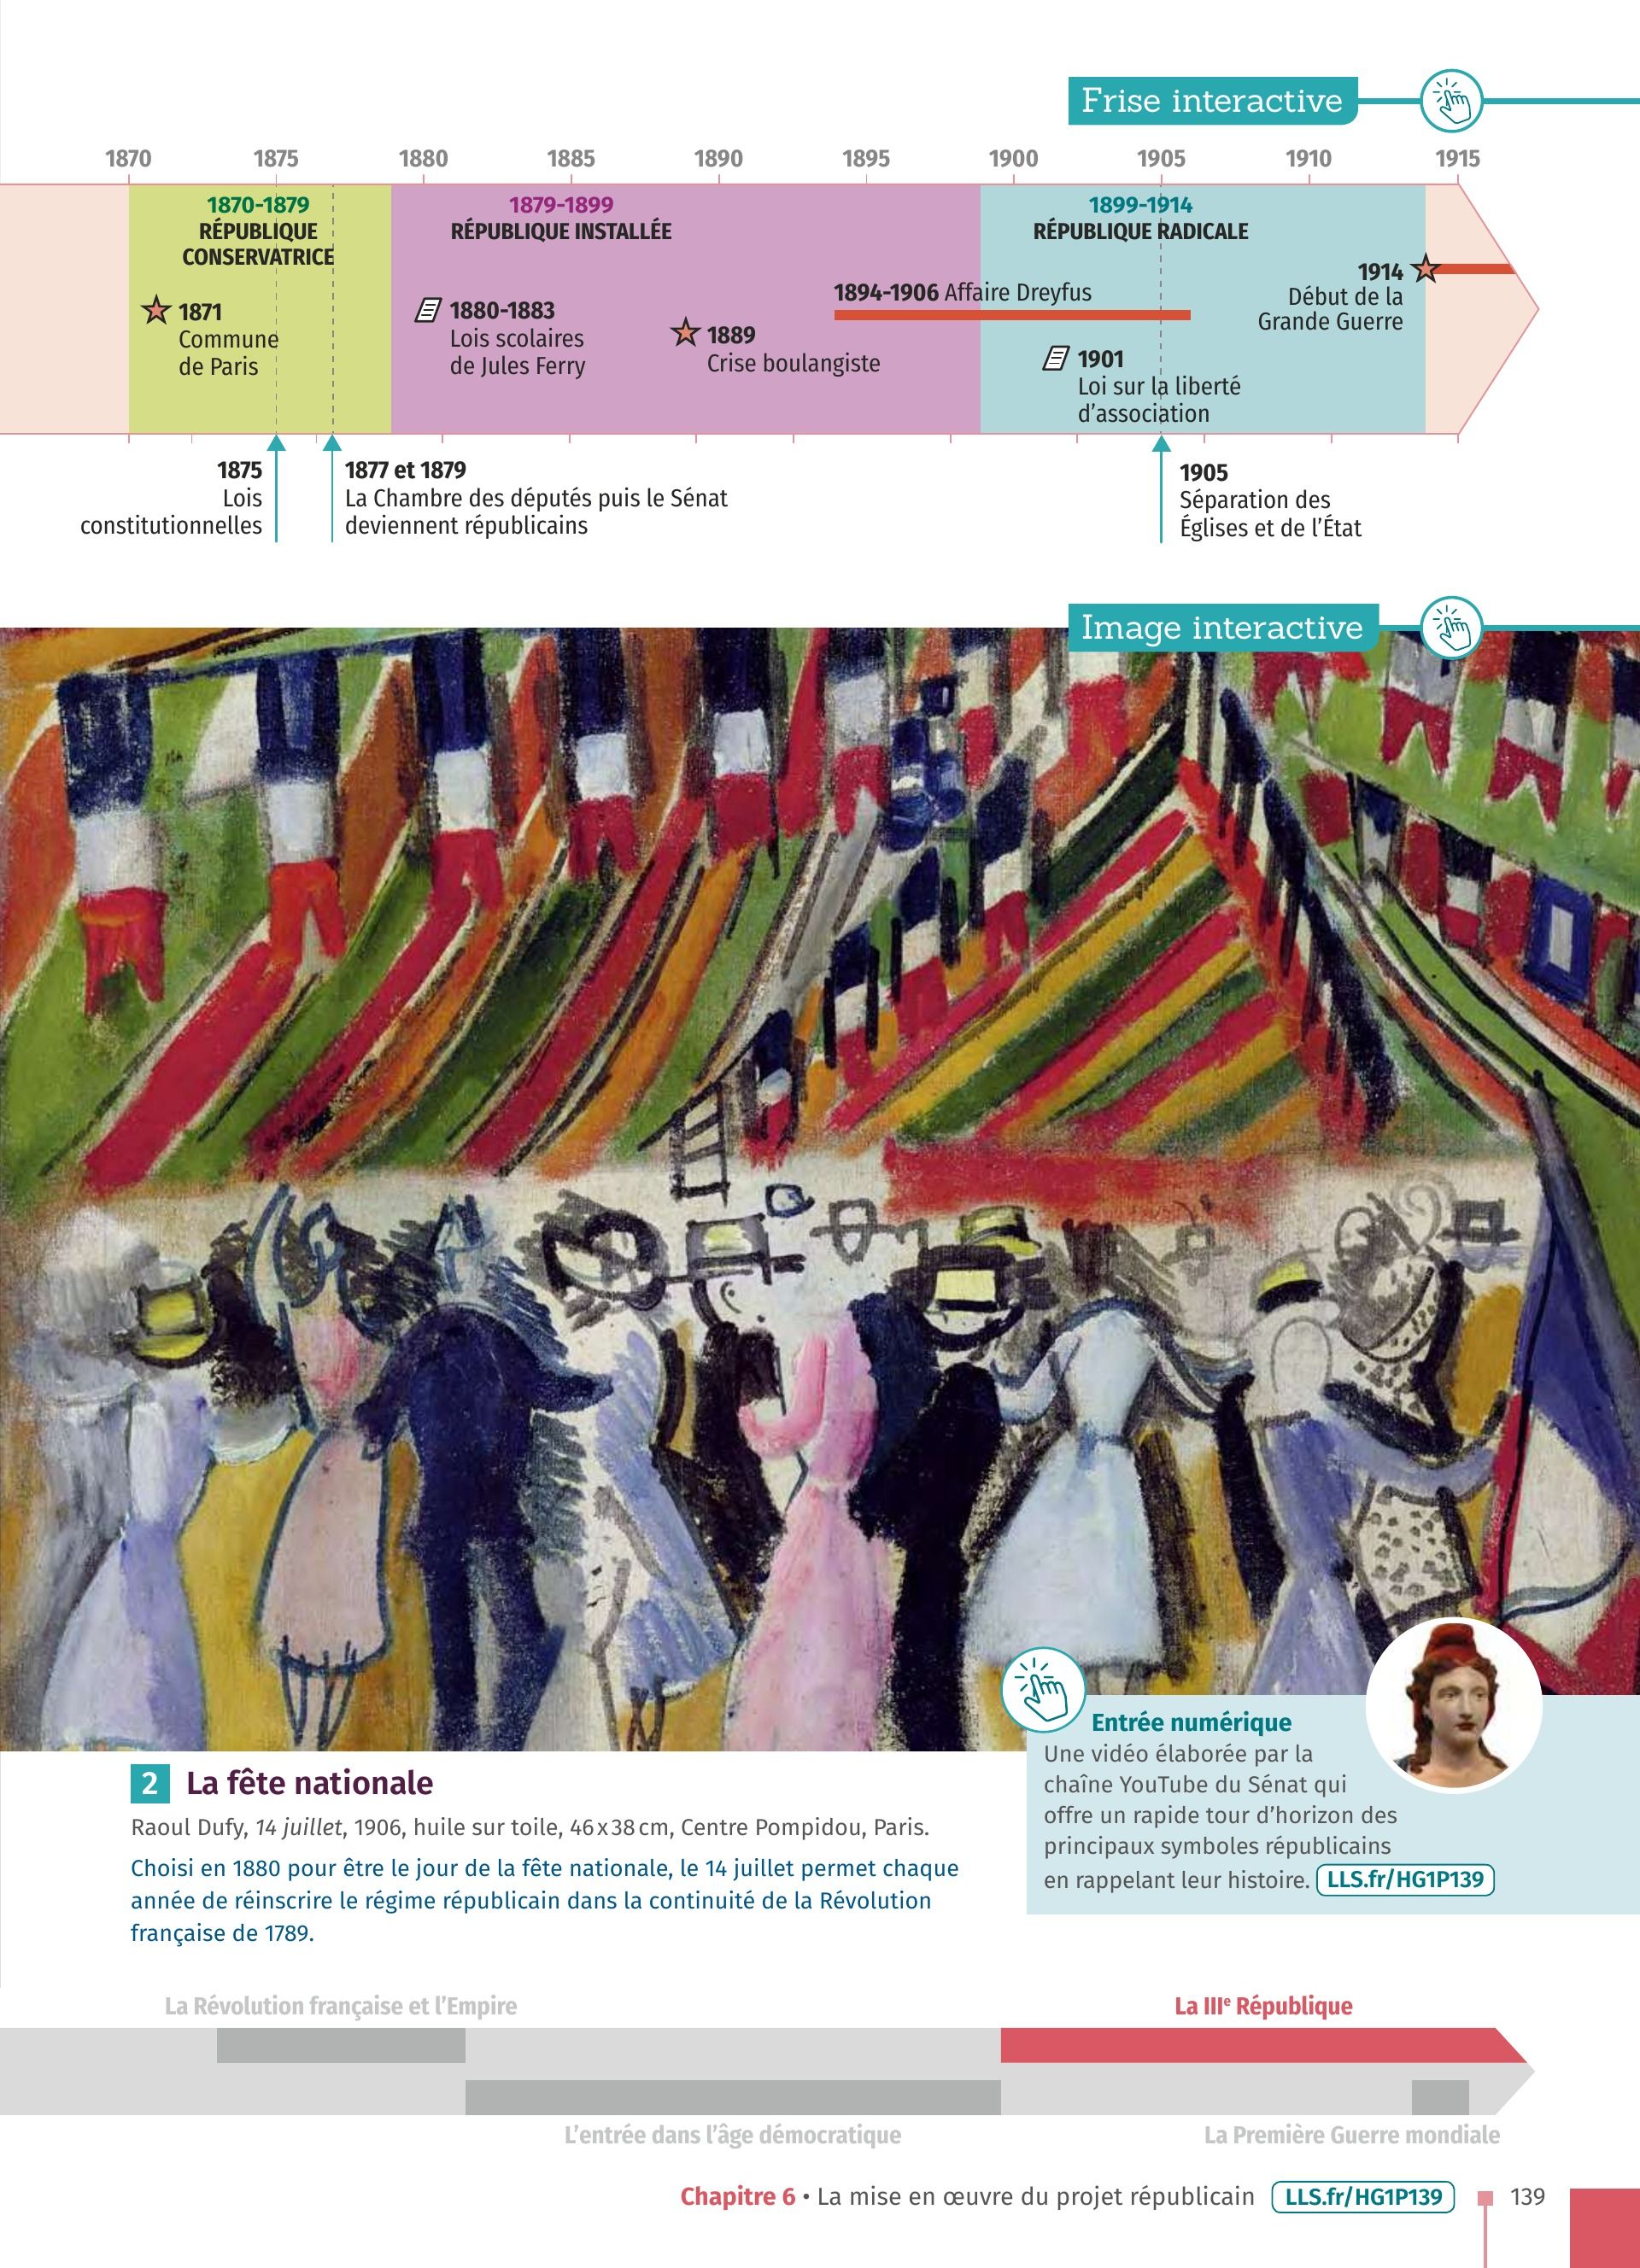 Frise interactive
1870 1875 1880 1885 1890 1895 1900 1905 1910 1915
1870-1879
RÉPUBLIQUE
CONSERVATRICE
1879-1899
RÉPUBLIQUE INSTALLÉE
1899-1914
RÉPUBLIQUE RADICALE
1871
Commune
de Paris
1880-1883
Lois scolaires
de Jules Ferry
1889
Crise boulangiste
1894-1906 Affaire Dreyfus
1901
Loi sur la liberté
d'association
1914
Début de la
Grande Guerre
1875
Lois
constitutionnelles
1877 et 1879
La Chambre des députés puis le Sénat
deviennent républicains
1905
Séparation des
Églises et de l'État
Image interactive
2 La fête nationale
Raoul Dufy, 14 juillet, 1906, huile sur toile, 46 x 38 cm, Centre Pompidou, Paris.
Choisi en 1880 pour être le jour de la fête nationale, le 14 juillet permet chaque
année de réinscrire le régime républicain dans la continuité de la Révolution
française de 1789.
Entrée numérique
Une vidéo élaborée par la
chaîne YouTube du Sénat qui
offre un rapide tour d'horizon des
principaux symboles républicains
en rappelant leur histoire. LLS.fr/HG1P139
La Révolution française et l'Empire
La IIIe République
L'entrée dans l'âge démocratique
La Première Guerre mondiale
Chapitre 6 • La mise en œuvre du projet républicain LLS.fr/HG1P139 139